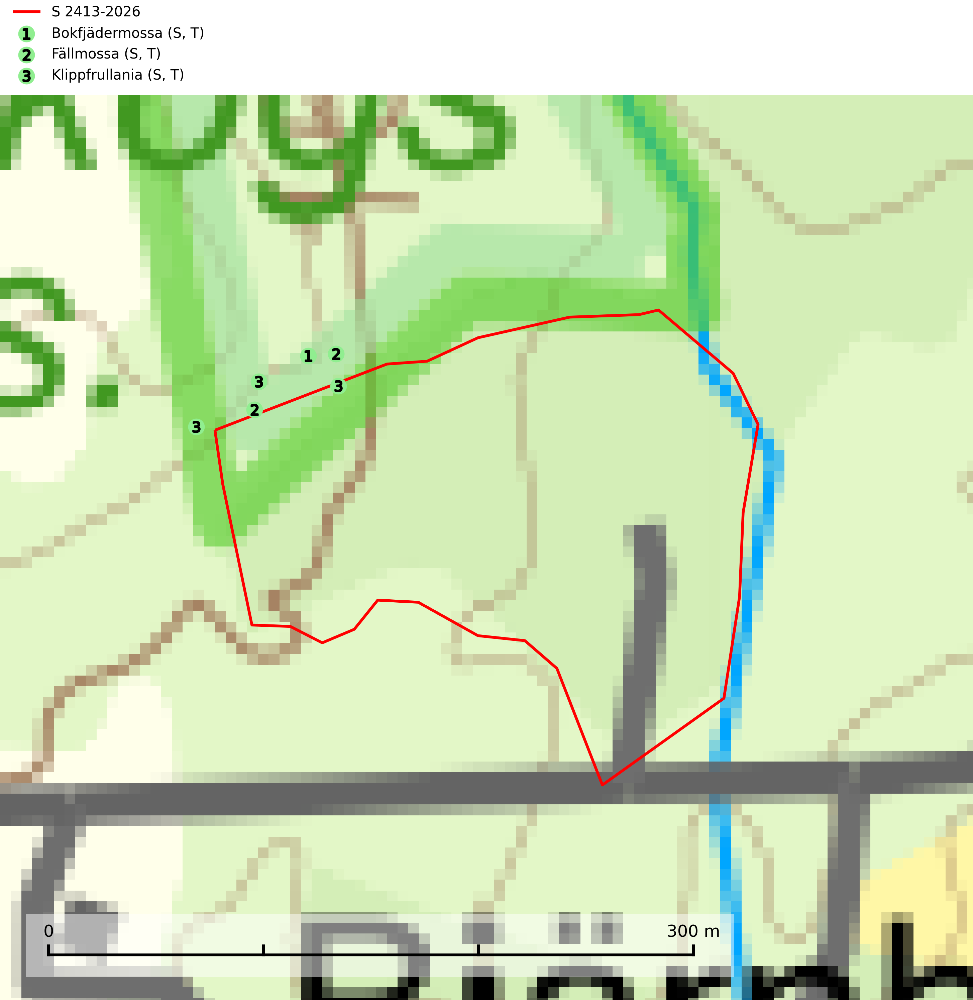 S 2413-2026
1 Bokfjädermossa (S, T)
2 Fällmossa (S, T)
3 Klippfrullania (S, T)
1 2
3
3
2
3
0 300 m